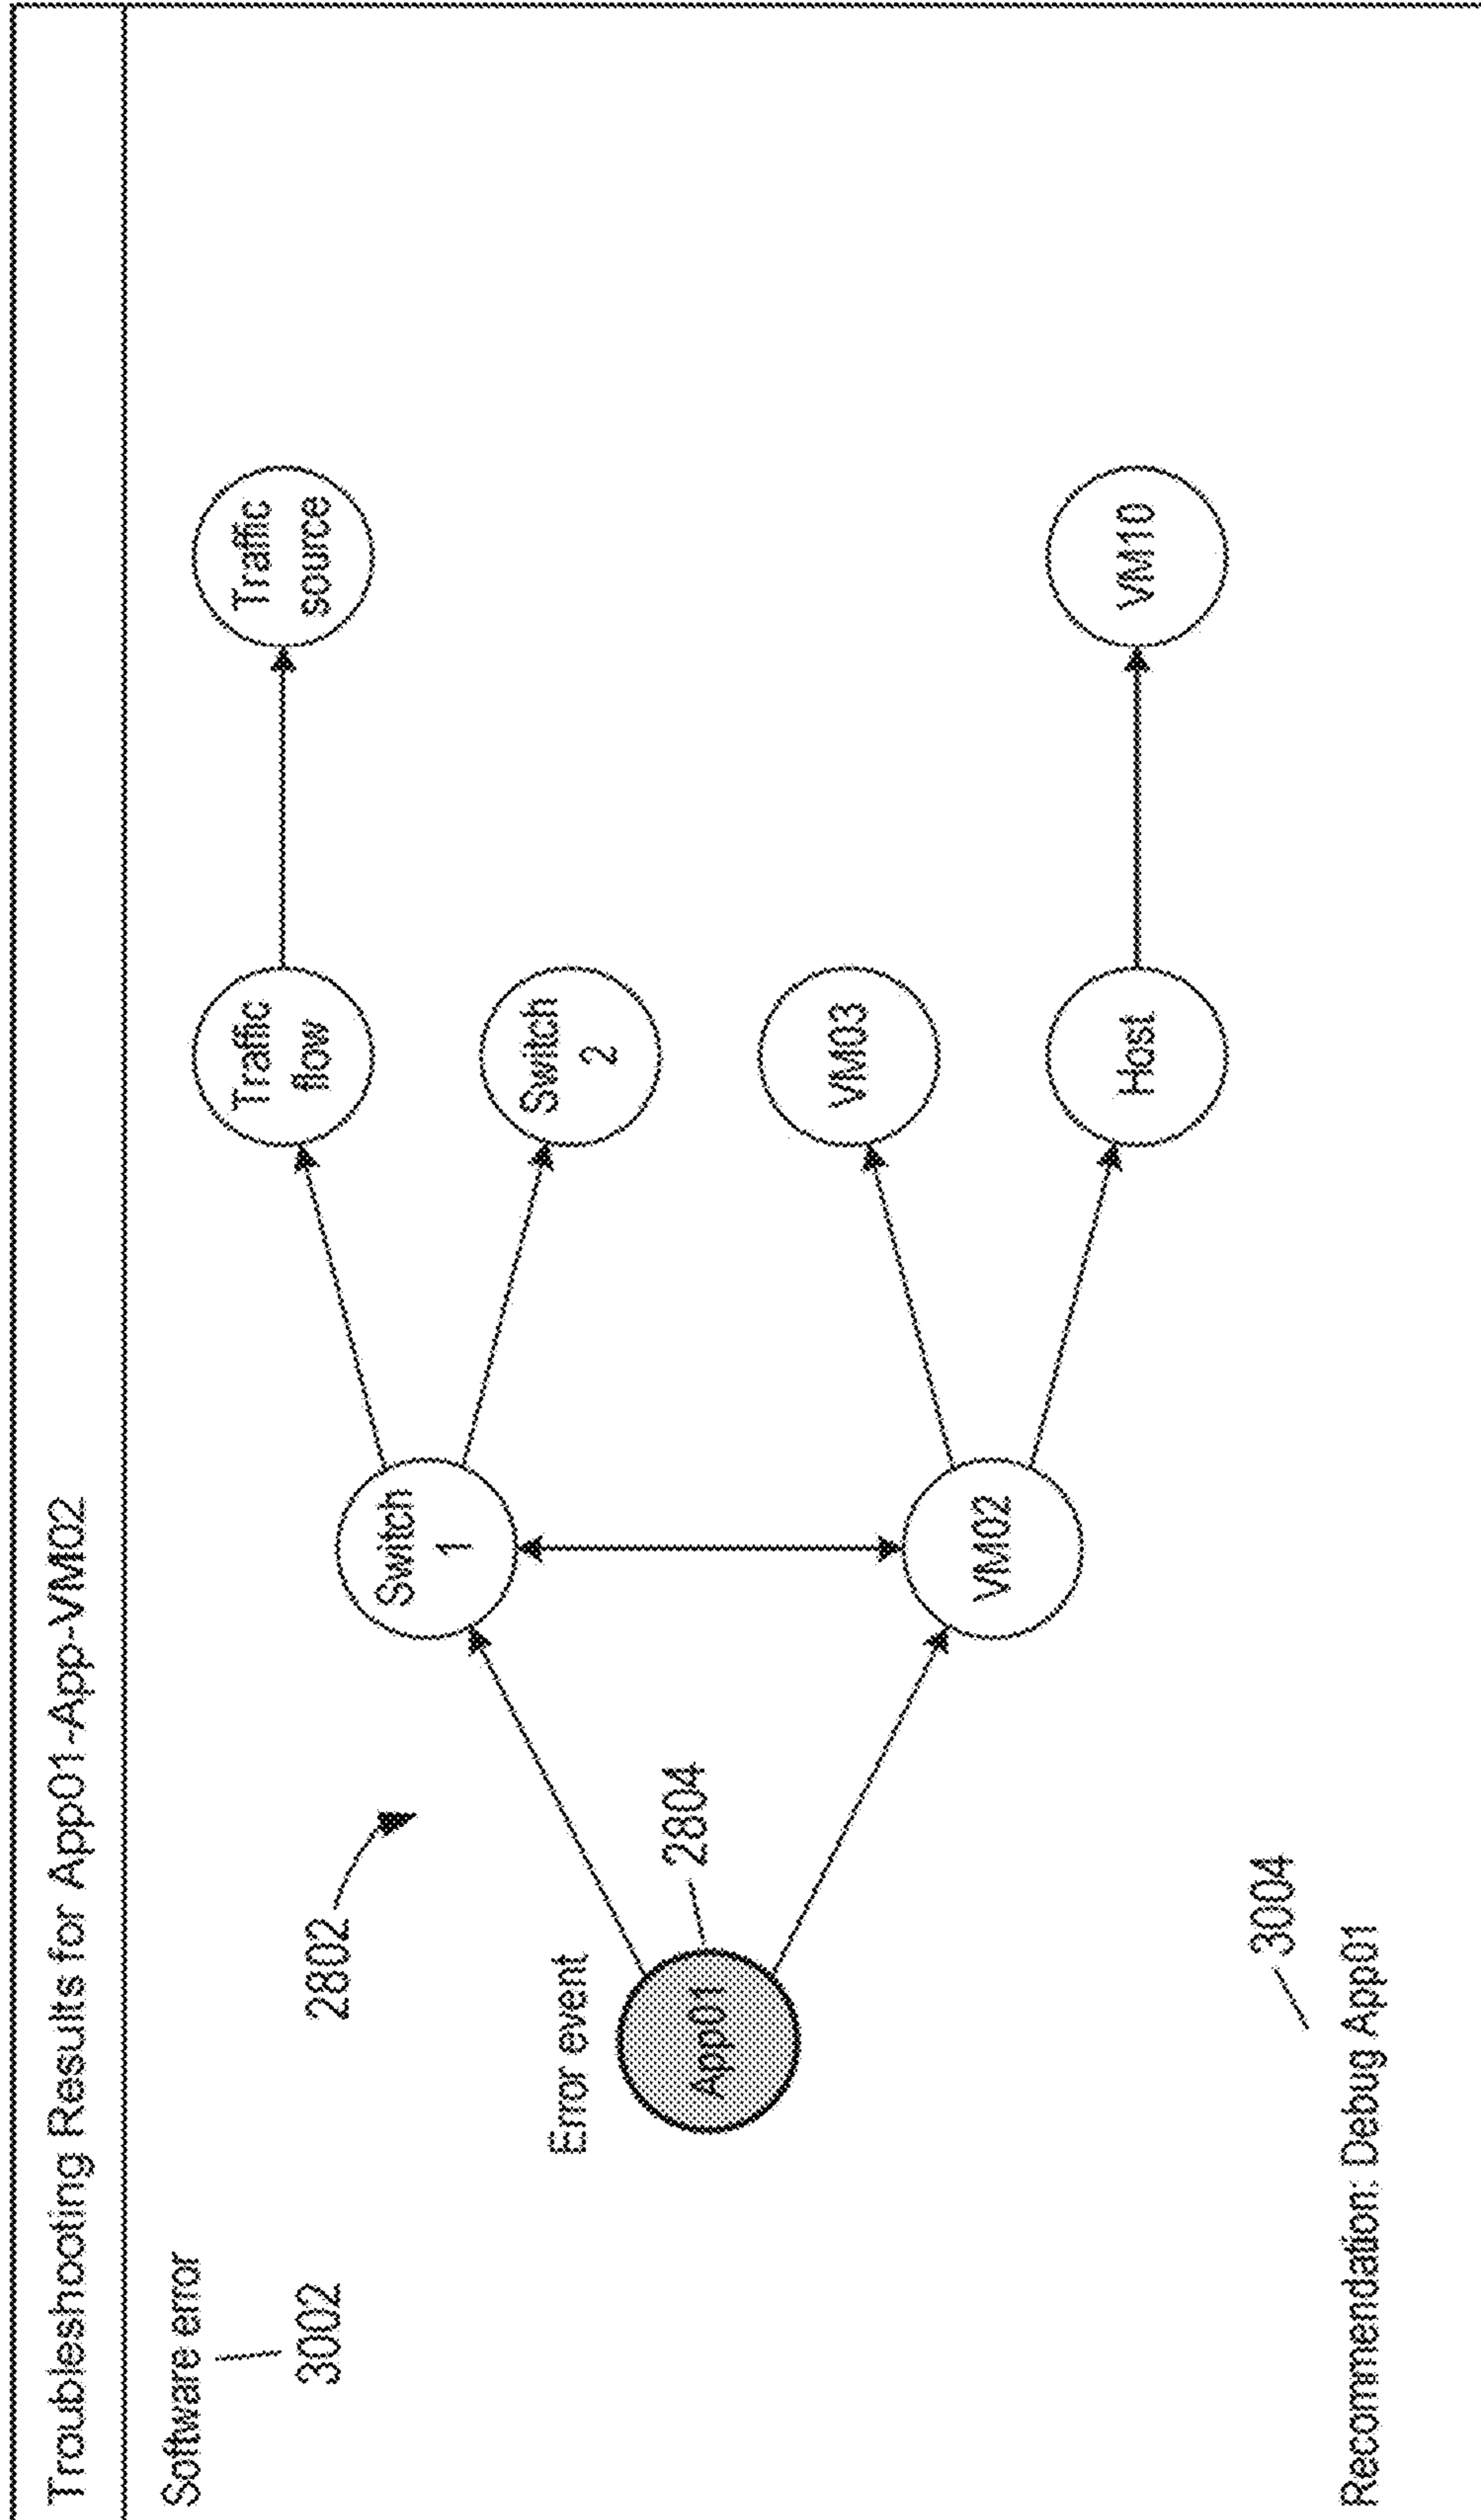 Troubleshooting Results for App01-App-VM02
Software error
3002
2802
Error event
App01
2804
Switch
1
VM02
Traffic
flow
Switch
2
VM03
Host
Traffic
source
VM10
3004
Recommendation: Debug App01